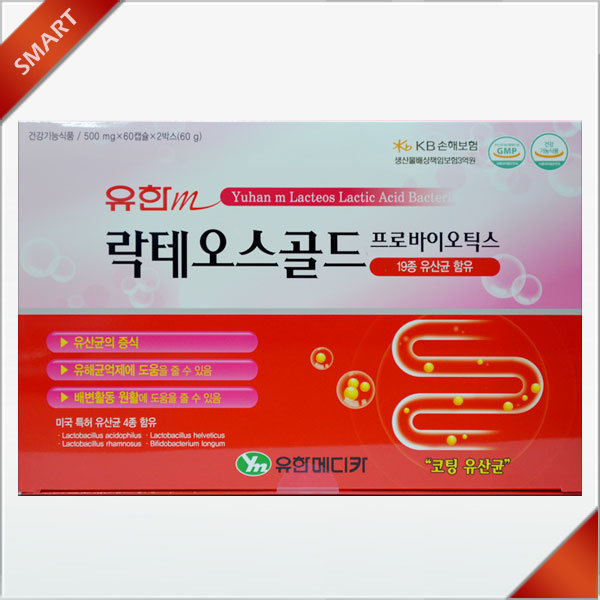 SMART
건강기능식품 / 500 mg×60캡슐×2박스(60 g)
KB손해보험
생산물배상책임보험3억원
GMP
건강
기능식품
유한m
Yuhan m Lacteos Lactic Acid Bacteri
락테오스골드 프로바이오틱스
19종 유산균 함유
▶ 유산균의 증식
▶ 유해균억제에 도움을 줄 수 있음
▶ 배변활동 원활에 도움을 줄 수 있음
미국 특허 유산균 4종 함유
· Lactobacillus acidophilus · Lactobacillus helveticus
· Lactobacillus rhamnosus · Bifidobacterium longum
Ym 유한메디카
"코팅 유산균"